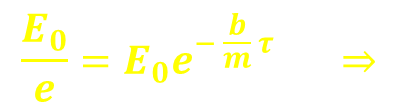 E₀/e = E₀e^(-(b/m)τ) ⇒